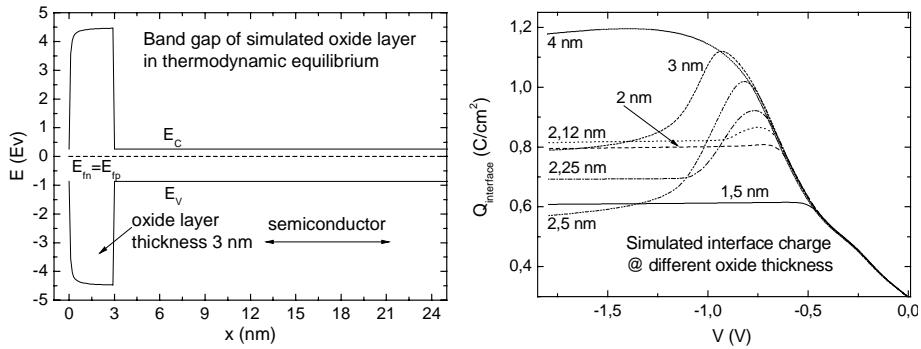 Band gap of simulated oxide layer
in thermodynamic equilibrium
E_C
E_fn=E_fp
E_V
oxide layer
thickness 3 nm
semiconductor
E (Ev)
5
4
3
2
1
0
-1
-2
-3
-4
-5
0 3 6 9 12 15 18 21 24
x (nm)
4 nm
3 nm
2 nm
2,12 nm
2,25 nm
1,5 nm
2,5 nm
Simulated interface charge
@ different oxide thickness
Q_interface (C/cm²)
1,2
1,0
0,8
0,6
0,4
-1,5 -1,0 -0,5 0,0
V (V)